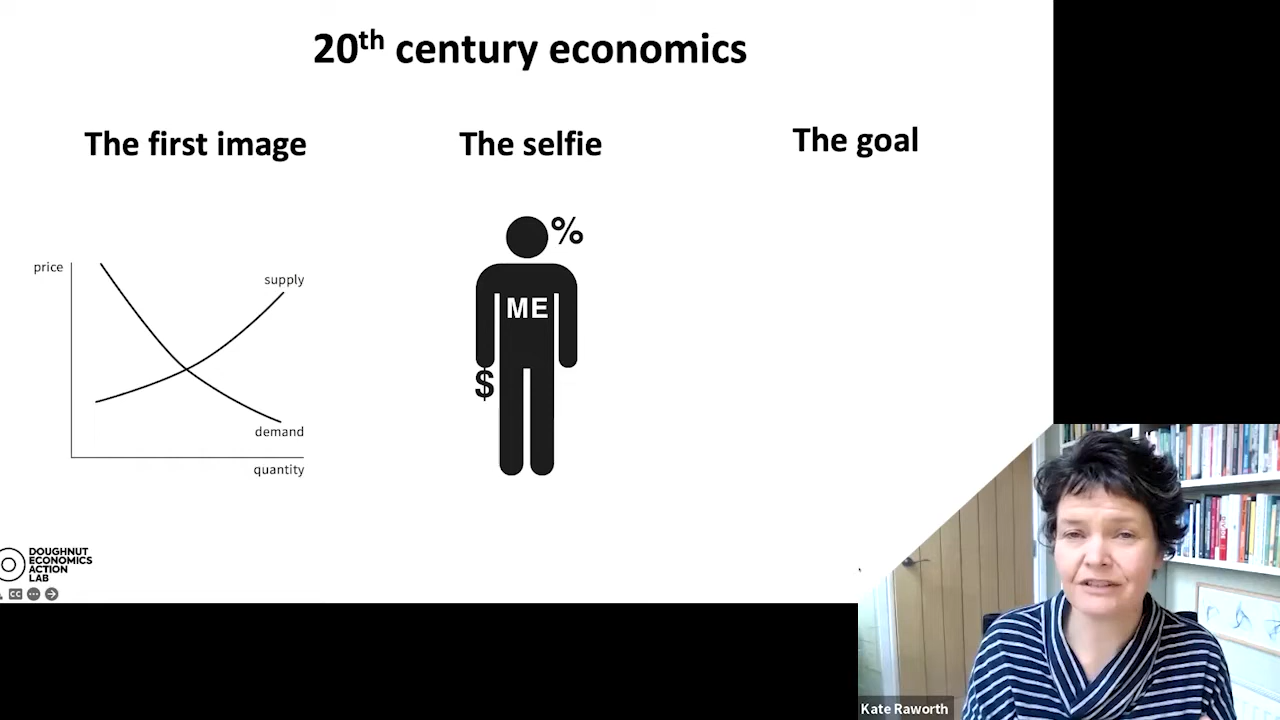 20th century economics
The first image
The selfie
The goal
price
supply
demand
quantity
%
ME
$
DOUGHNUT
ECONOMICS
ACTION
LAB
CC
Kate Raworth